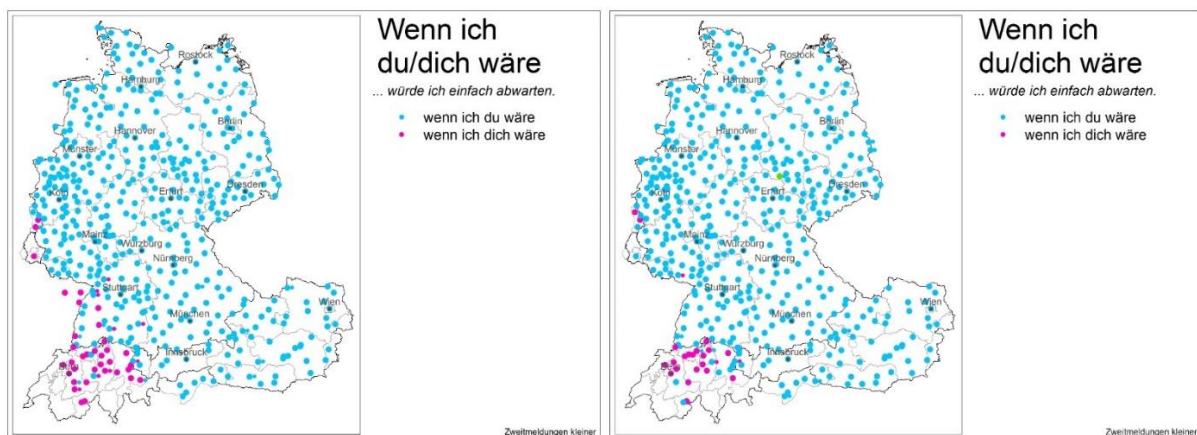 Wenn ich
du/dich wäre
... würde ich einfach abwarten.
wenn ich du wäre
wenn ich dich wäre
Rostock
Hamburg
Berlin
Hannover
Münster
Köln
Erfurt
Dresden
Mainz
Würzburg
Nürnberg
Stuttgart
Wien
München
Innsbruck
Bern
Zweitmeldungen kleiner
Wenn ich
du/dich wäre
... würde ich einfach abwarten.
wenn ich du wäre
wenn ich dich wäre
Rostock
Hamburg
Berlin
Hannover
Münster
Köln
Erfurt
Dresden
Mainz
Würzburg
Nürnberg
Stuttgart
Wien
München
Innsbruck
Bern
Zweitmeldungen kleiner